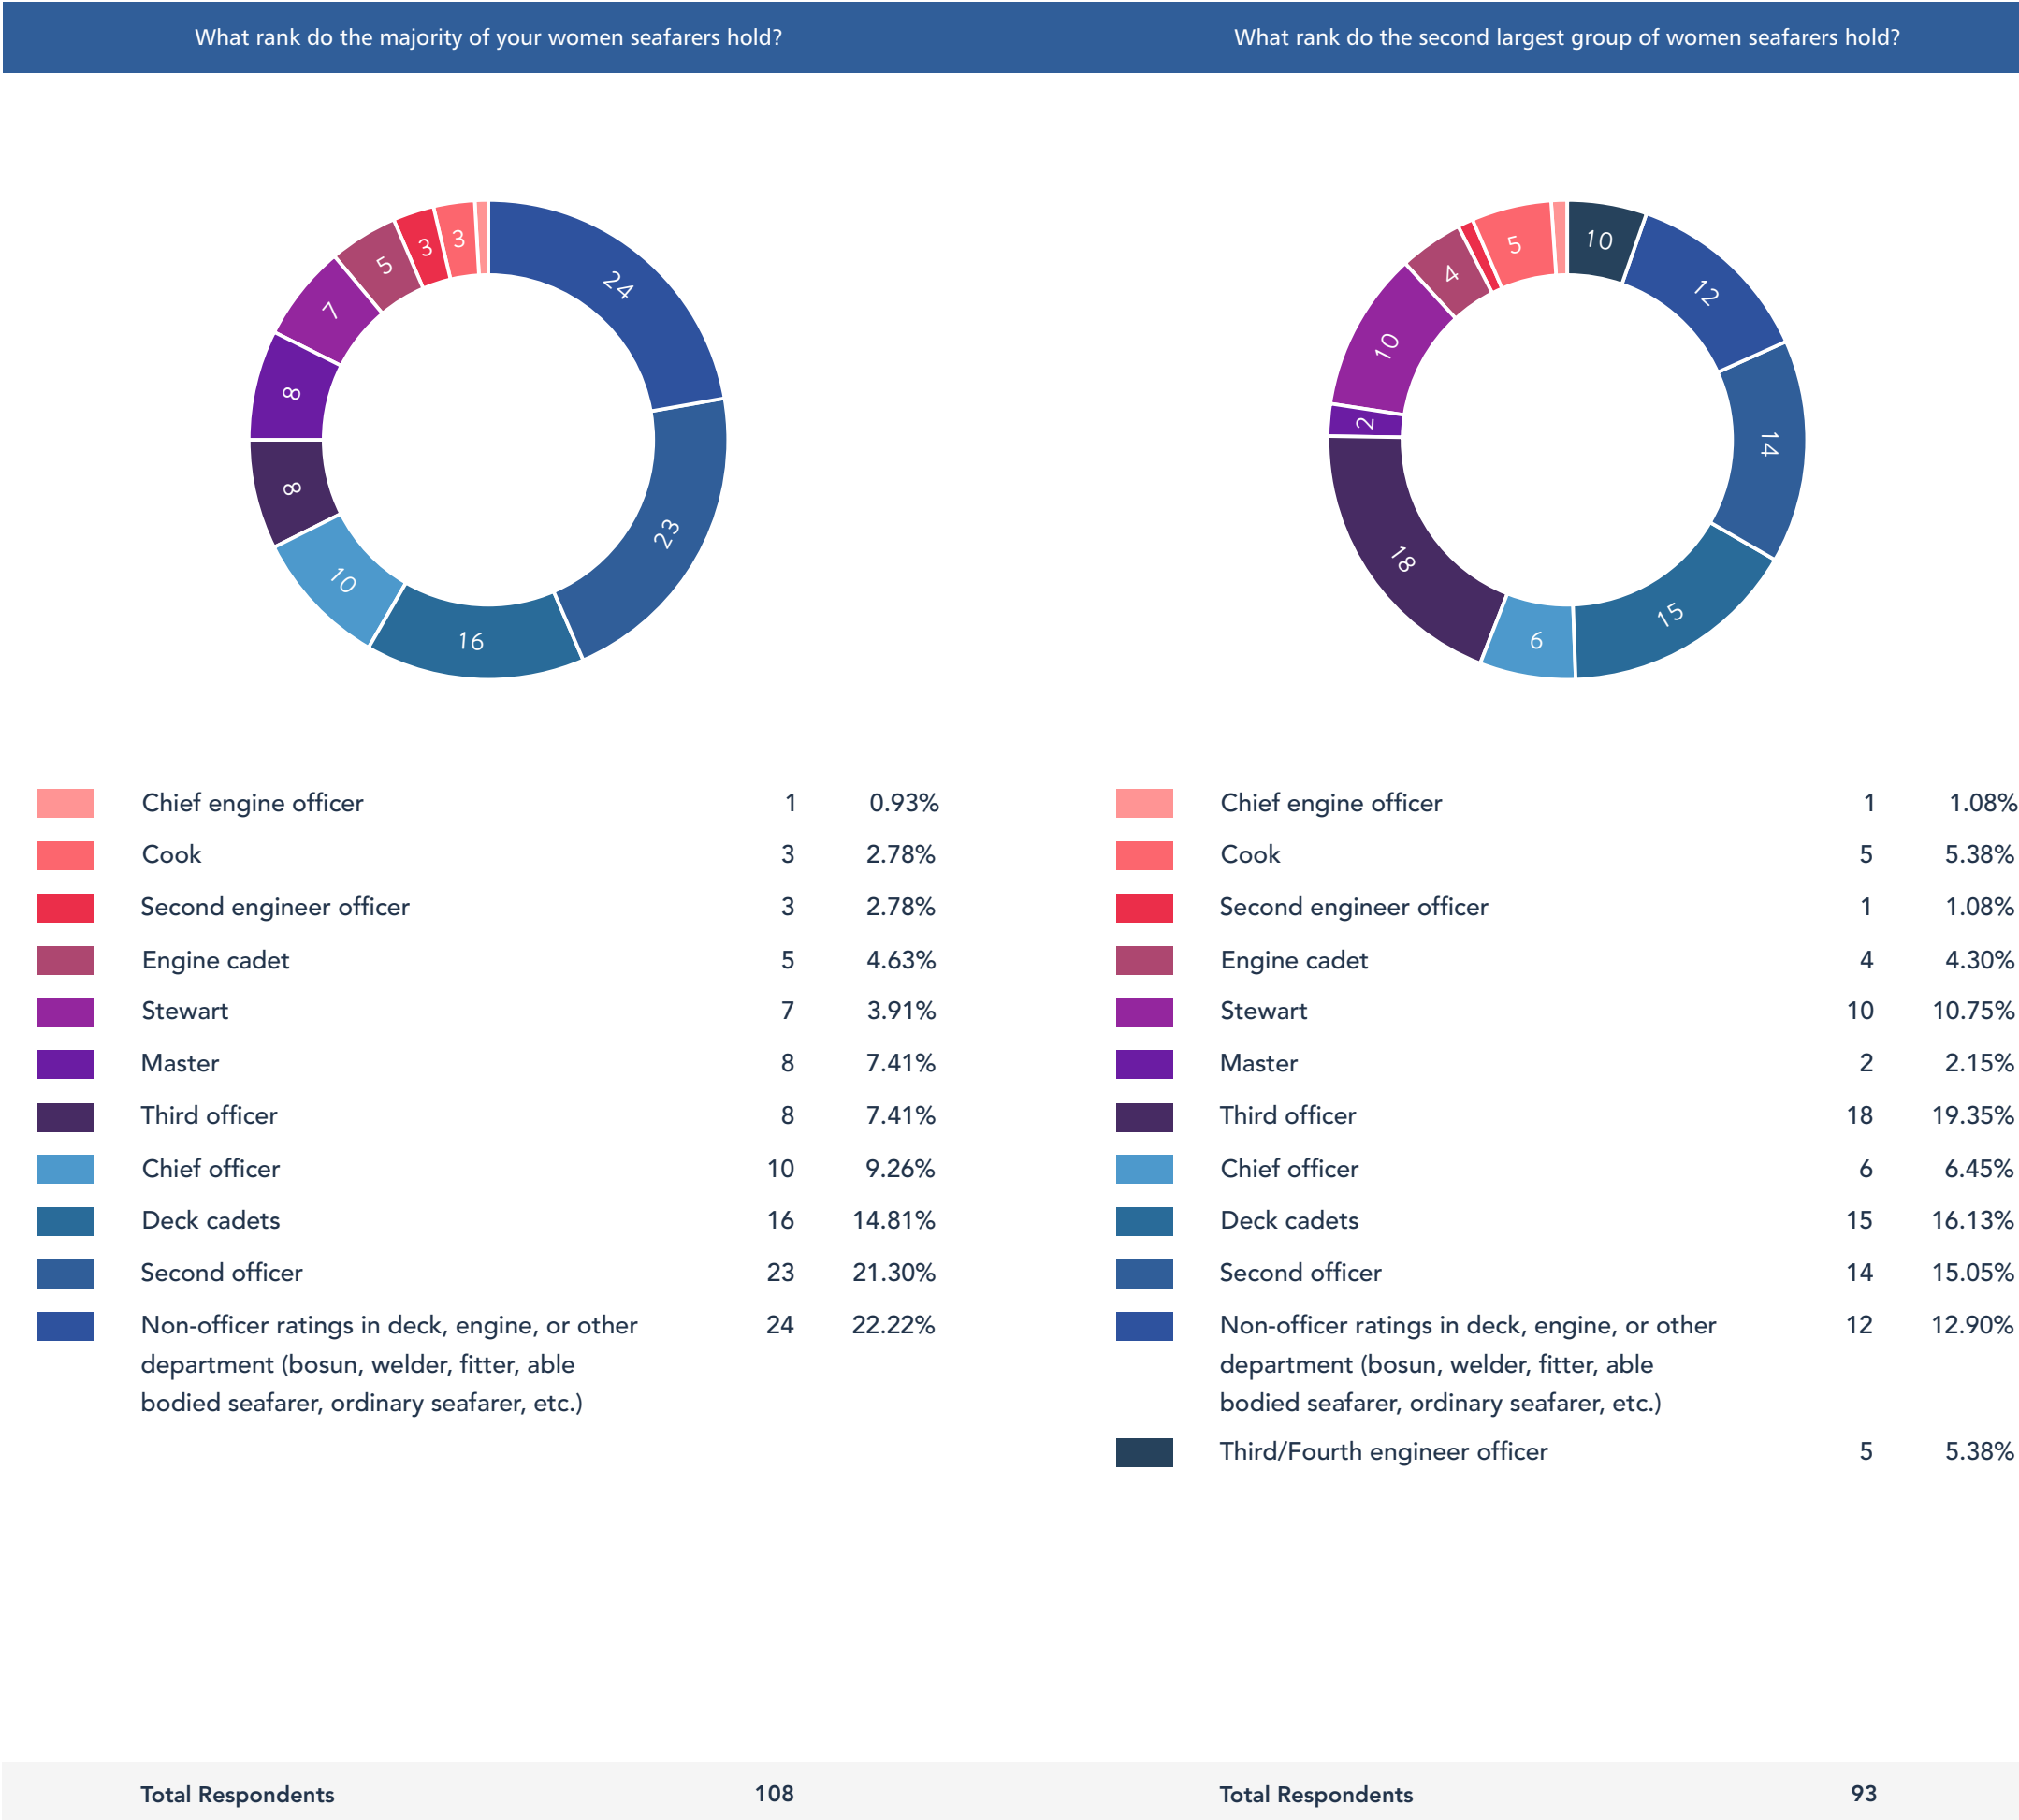 What rank do the majority of your women seafarers hold?
24
23
16
10
8
8
7
5
3
3
Chief engine officer 1 0.93%
Cook 3 2.78%
Second engineer officer 3 2.78%
Engine cadet 5 4.63%
Stewart 7 3.91%
Master 8 7.41%
Third officer 8 7.41%
Chief officer 10 9.26%
Deck cadets 16 14.81%
Second officer 23 21.30%
Non-officer ratings in deck, engine, or other 24 22.22%
department (bosun, welder, fitter, able
bodied seafarer, ordinary seafarer, etc.)
Total Respondents 108
What rank do the second largest group of women seafarers hold?
10
12
14
15
6
18
2
10
4
5
Chief engine officer 1 1.08%
Cook 5 5.38%
Second engineer officer 1 1.08%
Engine cadet 4 4.30%
Stewart 10 10.75%
Master 2 2.15%
Third officer 18 19.35%
Chief officer 6 6.45%
Deck cadets 15 16.13%
Second officer 14 15.05%
Non-officer ratings in deck, engine, or other 12 12.90%
department (bosun, welder, fitter, able
bodied seafarer, ordinary seafarer, etc.)
Third/Fourth engineer officer 5 5.38%
Total Respondents 93